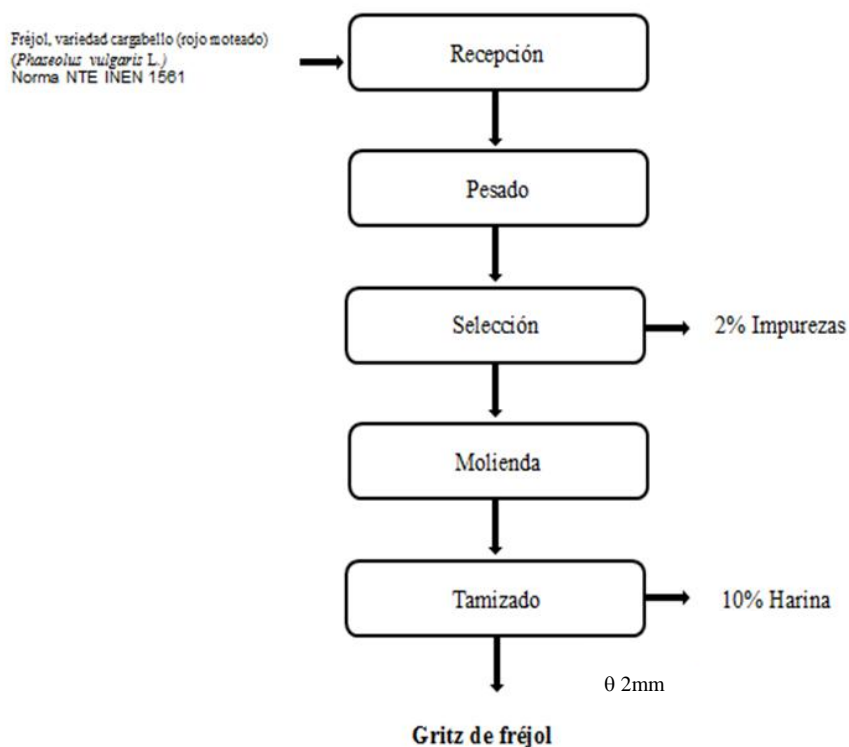 Fréjol, variedad cargabello (rojo moteado)
(Phaseolus vulgaris L.)
Norma NTE INEN 1561
Recepción
Pesado
Selección
2% Impurezas
Molienda
Tamizado
10% Harina
θ 2mm
Gritz de fréjol